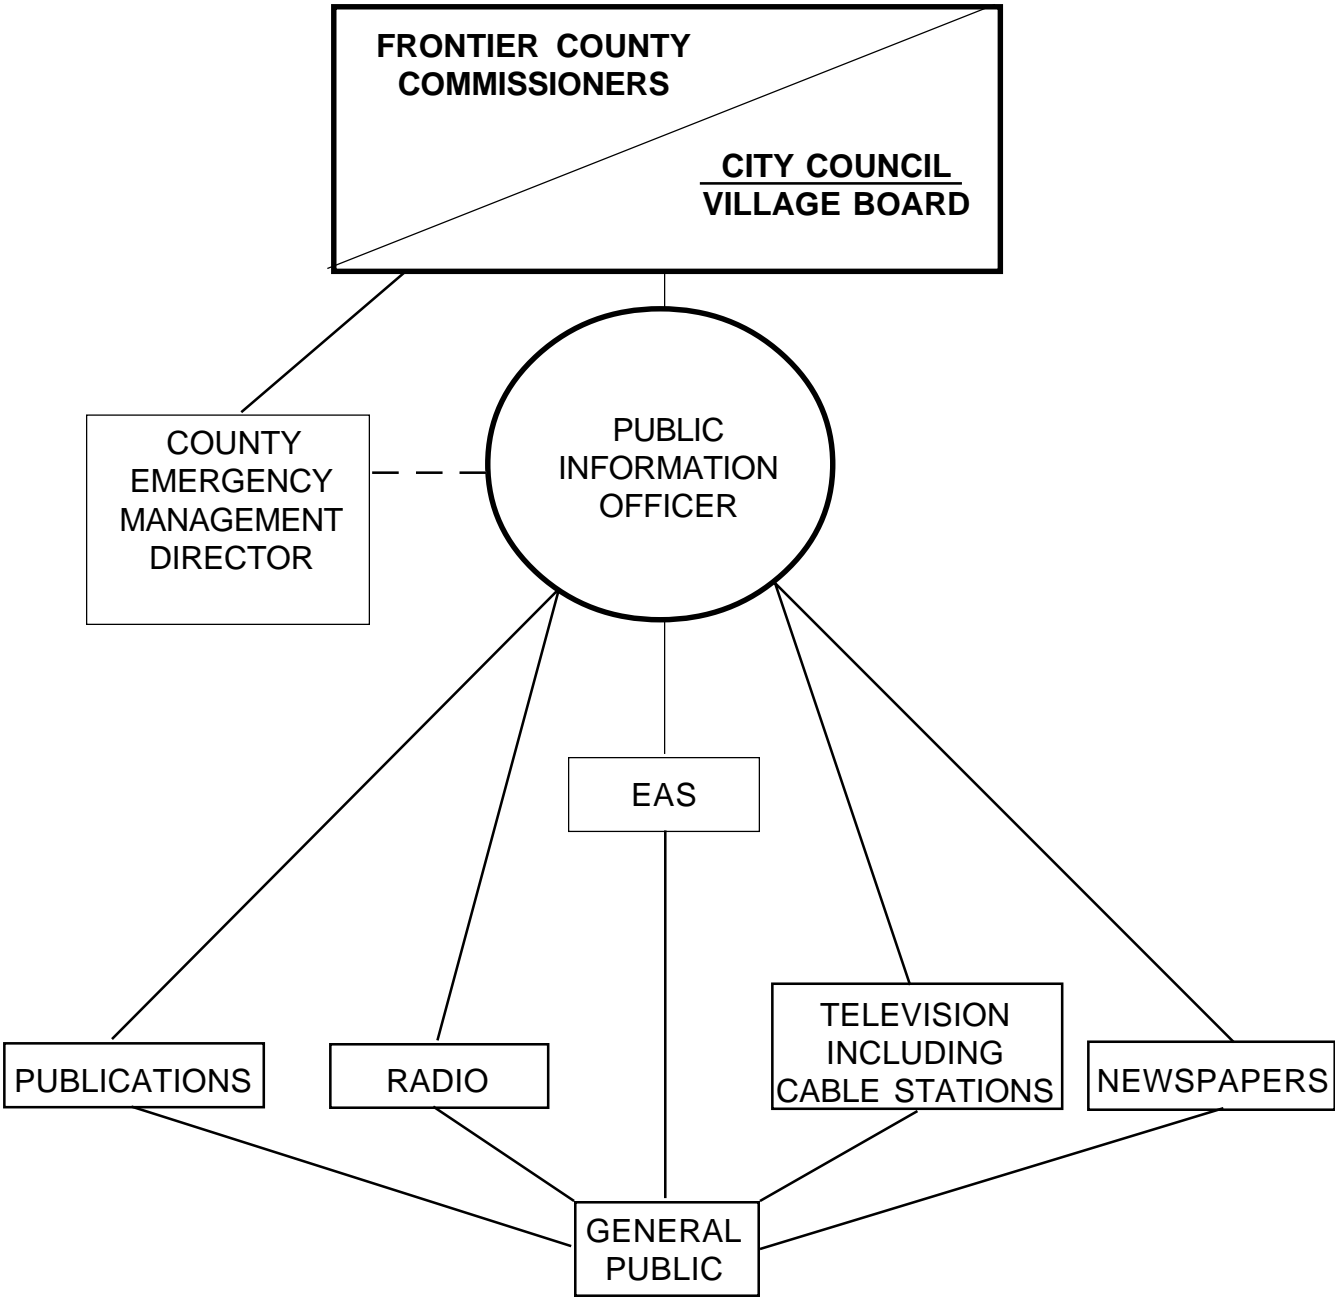 FRONTIER COUNTY
COMMISSIONERS
CITY COUNCIL
VILLAGE BOARD
COUNTY
EMERGENCY
MANAGEMENT
DIRECTOR
PUBLIC
INFORMATION
OFFICER
EAS
PUBLICATIONS
RADIO
TELEVISION
INCLUDING
CABLE STATIONS
NEWSPAPERS
GENERAL
PUBLIC